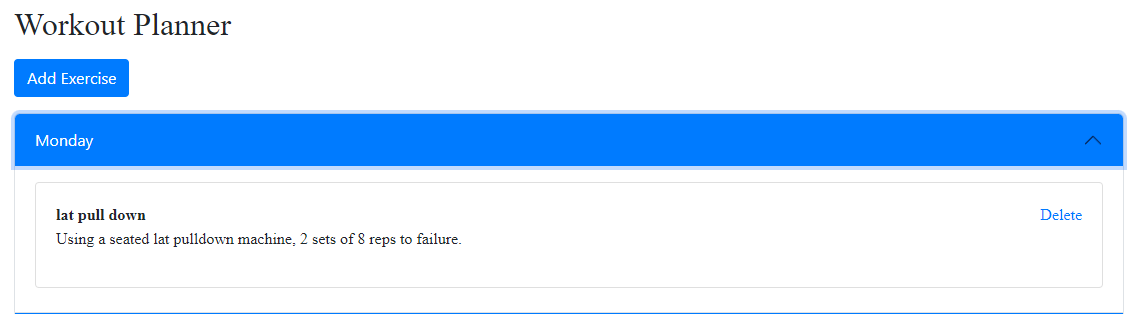 Workout Planner
Add Exercise
Monday
lat pull down
Delete
Using a seated lat pulldown machine, 2 sets of 8 reps to failure.